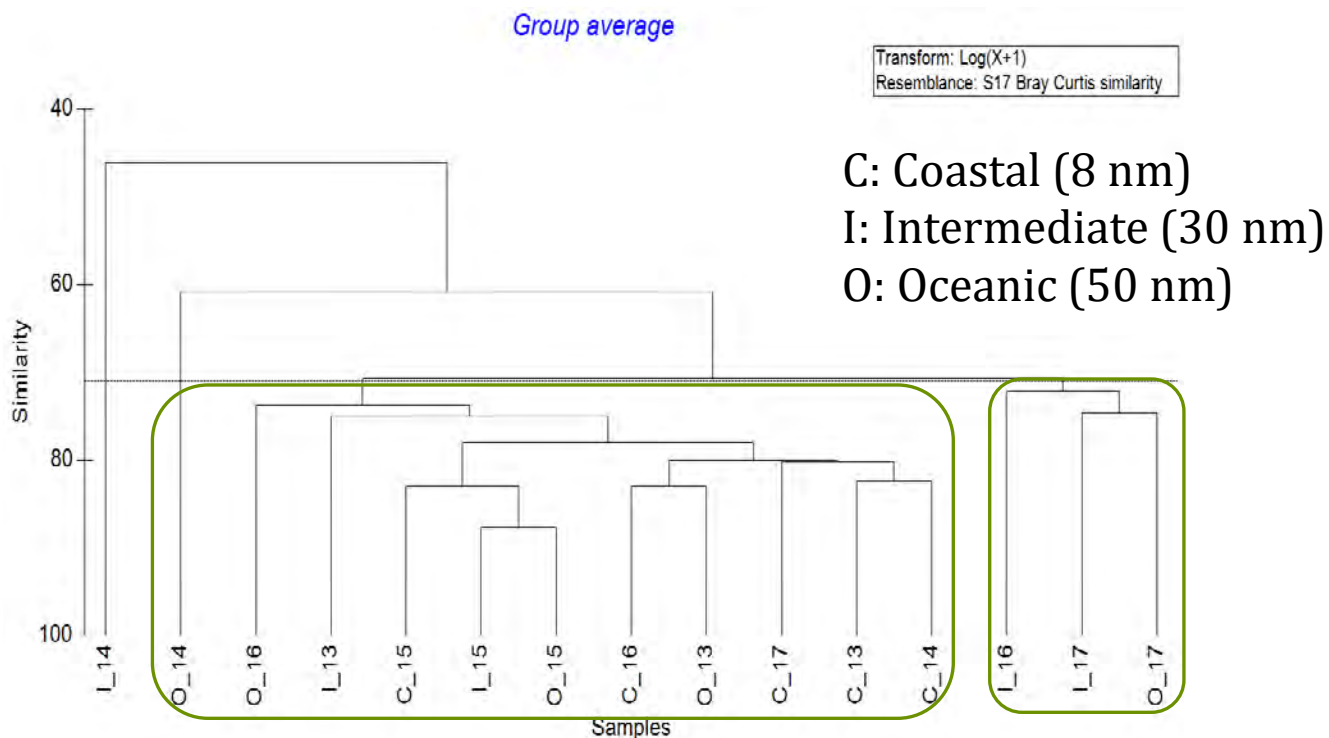 Group average
Transform: Log(X+1)
Resemblance: S17 Bray Curtis similarity
C: Coastal (8 nm)
I: Intermediate (30 nm)
O: Oceanic (50 nm)
Similarity
40
60
80
100
I_14
O_14
O_16
I_13
C_15
I_15
O_15
C_16
O_13
C_17
C_13
C_14
I_16
I_17
O_17
Samples